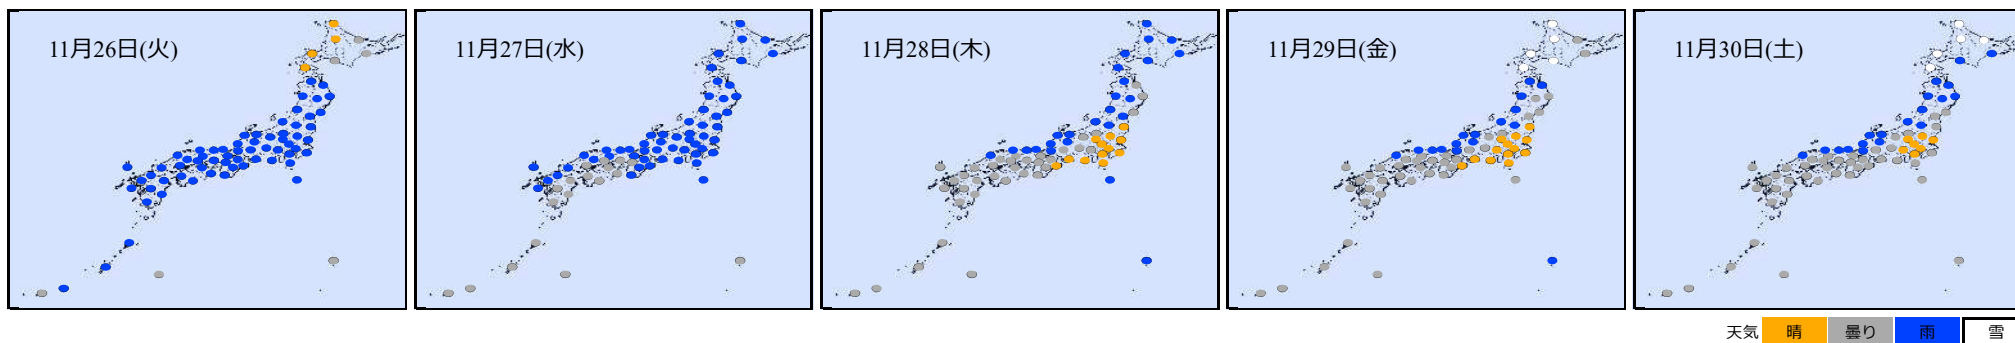 11月26日(火)
11月27日(水)
11月28日(木)
11月29日(金)
11月30日(土)
天気 晴 曇り 雨 雪